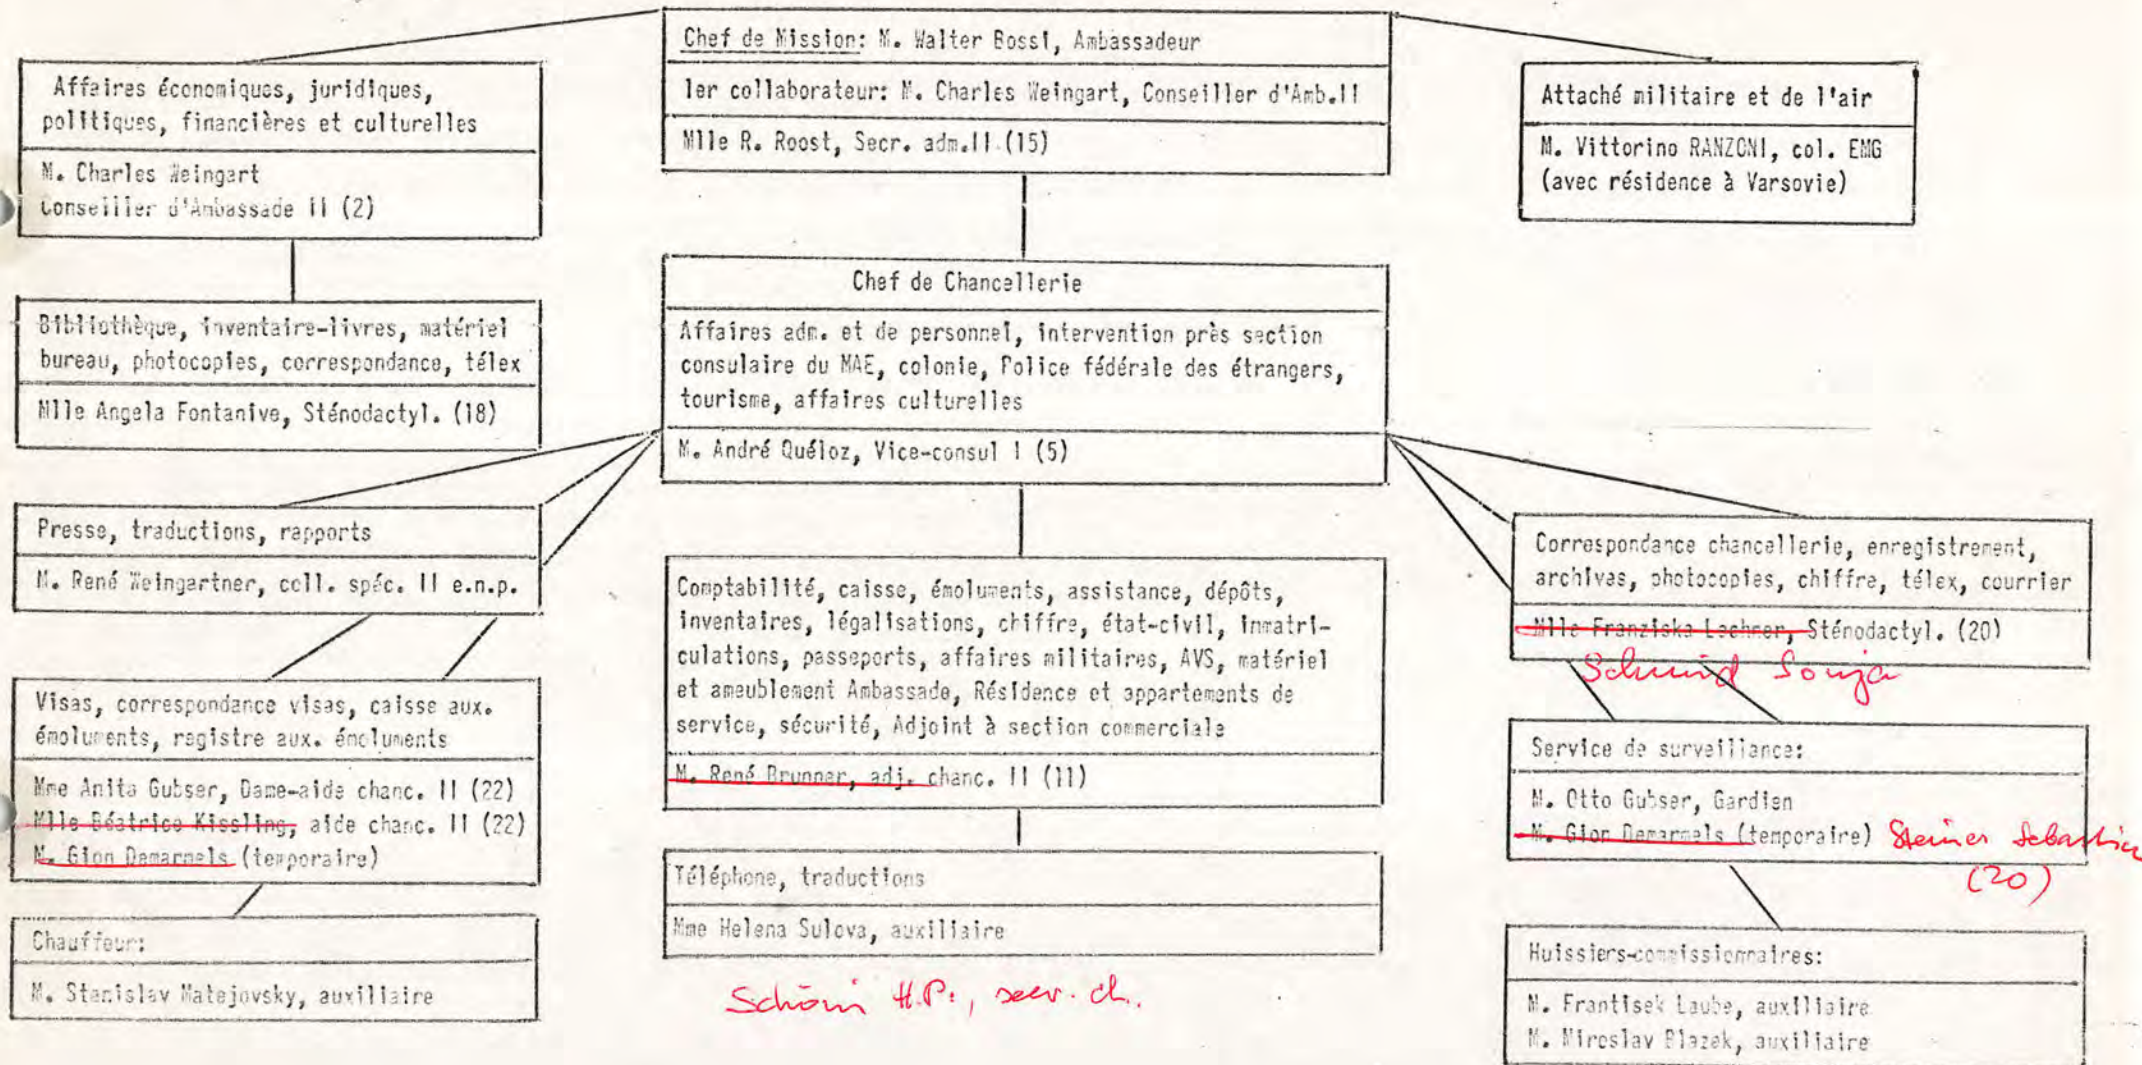 Chef de Mission: M. Walter Bossi, Ambassadeur
1er collaborateur: M. Charles Weingart, Conseiller d'Amb.II
Mlle R. Roost, Secr. adm.II (15)
Affaires économiques, juridiques,
politiques, financières et culturelles
M. Charles Weingart
Conseiller d'Ambassade II (2)
Attaché militaire et de l'air
M. Vittorino RANZONI, col. EMG
(avec résidence à Varsovie)
Bibliothèque, inventaire-livres, matériel
bureau, photocopies, correspondance, télex
Mlle Angela Fontanive, Sténodactyl. (18)
Chef de Chancellerie
Affaires adm. et de personnel, intervention près section
consulaire du MAE, colonie, Police fédérale des étrangers,
tourisme, affaires culturelles
M. André Quéloz, Vice-consul I (5)
Presse, traductions, rapports
M. René Weingartner, coll. spéc. II e.n.p.
Visas, correspondance visas, caisse aux.
émoluments, registre aux. émoluments
Mme Anita Gubser, Dame-aide chanc. II (22)
Mlle Béatrice Kissling, aide chanc. II (22)
M. Gion Demarmels (temporaire)
Chauffeur:
M. Stanislav Matejovsky, auxiliaire
Comptabilité, caisse, émoluments, assistance, dépôts,
inventaires, légalisations, chiffre, état-civil, immatri-
culations, passeports, affaires militaires, AVS, matériel
et ameublement Ambassade, Résidence et appartements de
service, sécurité, Adjoint à section commerciale
M. René Brunner, adj. chanc. II (11)
Téléphone, traductions
Mme Helena Sulova, auxiliaire
Schöni H.P., secr. ch.
Correspondance chancellerie, enregistrement,
archives, photocopies, chiffre, télex, courrier
Mlle Franziska Lachner, Sténodactyl. (20)
Schmid Sonja
Service de surveillance:
M. Otto Gubser, Gardien
M. Gion Demarmels (temporaire) Steiner Sebastian
(20)
Huissiers-commissionnaires:
M. Frantisek Laube, auxiliaire
M. Miroslav Blazek, auxiliaire